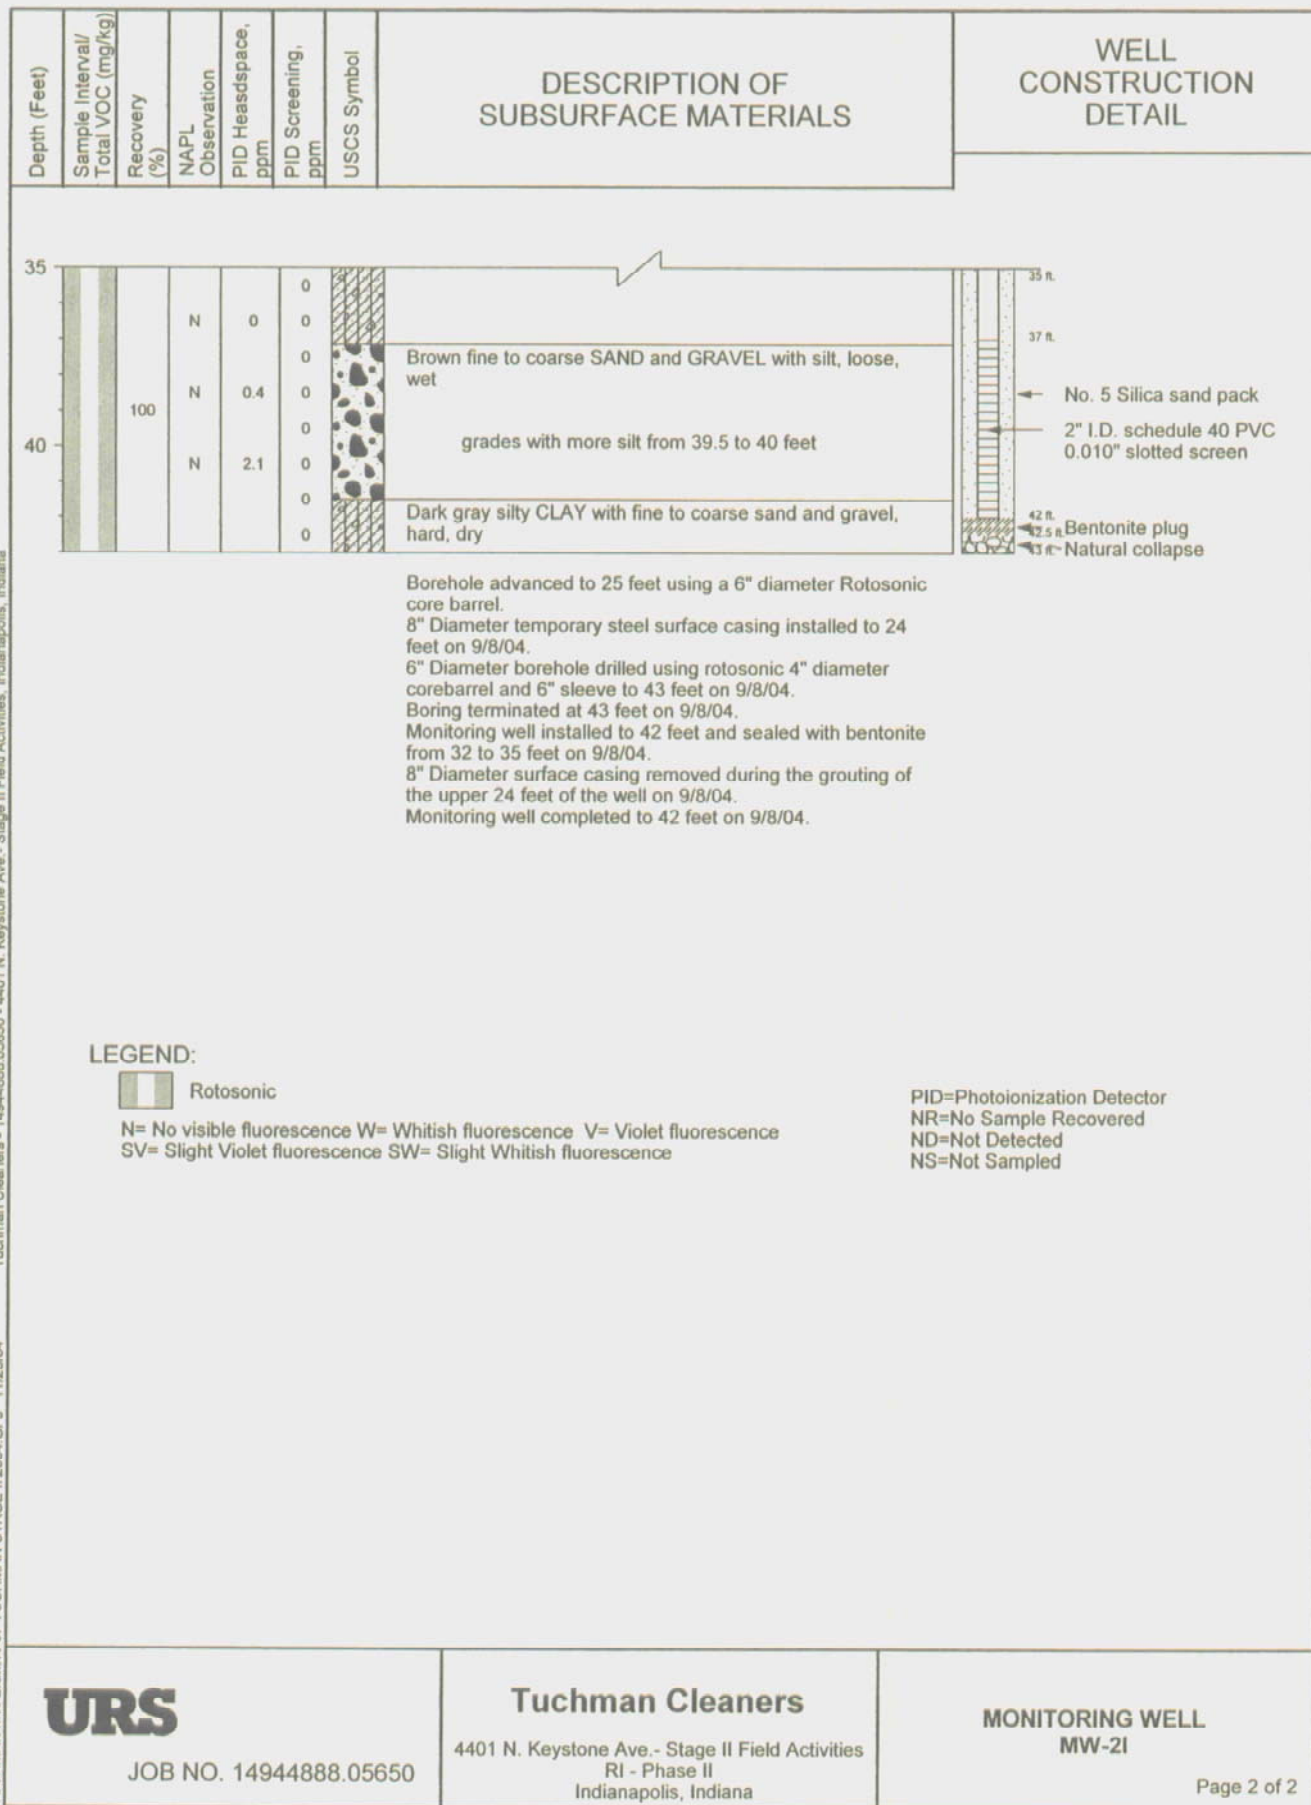 Depth (Feet)
Sample Interval/
Total VOC (mg/kg)
Recovery
(%)
NAPL
Observation
PID Heasdspace,
ppm
PID Screening,
ppm
USCS Symbol
DESCRIPTION OF
SUBSURFACE MATERIALS
WELL
CONSTRUCTION
DETAIL
35
0
35 ft.
N 0 0
37 ft.
0
Brown fine to coarse SAND and GRAVEL with silt, loose,
wet
N 0.4 0
No. 5 Silica sand pack
100
0
2" I.D. schedule 40 PVC
0.010" slotted screen
40
grades with more silt from 39.5 to 40 feet
N 2.1 0
0
Dark gray silty CLAY with fine to coarse sand and gravel,
hard, dry
0
42 ft.
42.5 ft. Bentonite plug
43 ft. Natural collapse
Borehole advanced to 25 feet using a 6" diameter Rotosonic
core barrel.
8" Diameter temporary steel surface casing installed to 24
feet on 9/8/04.
6" Diameter borehole drilled using rotosonic 4" diameter
corebarrel and 6" sleeve to 43 feet on 9/8/04.
Boring terminated at 43 feet on 9/8/04.
Monitoring well installed to 42 feet and sealed with bentonite
from 32 to 35 feet on 9/8/04.
8" Diameter surface casing removed during the grouting of
the upper 24 feet of the well on 9/8/04.
Monitoring well completed to 42 feet on 9/8/04.
LEGEND:
Rotosonic
N= No visible fluorescence W= Whitish fluorescence V= Violet fluorescence
SV= Slight Violet fluorescence SW= Slight Whitish fluorescence
PID=Photoionization Detector
NR=No Sample Recovered
ND=Not Detected
NS=Not Sampled
URS
JOB NO. 14944888.05650
Tuchman Cleaners
4401 N. Keystone Ave.- Stage II Field Activities
RI - Phase II
Indianapolis, Indiana
MONITORING WELL
MW-2I
Page 2 of 2